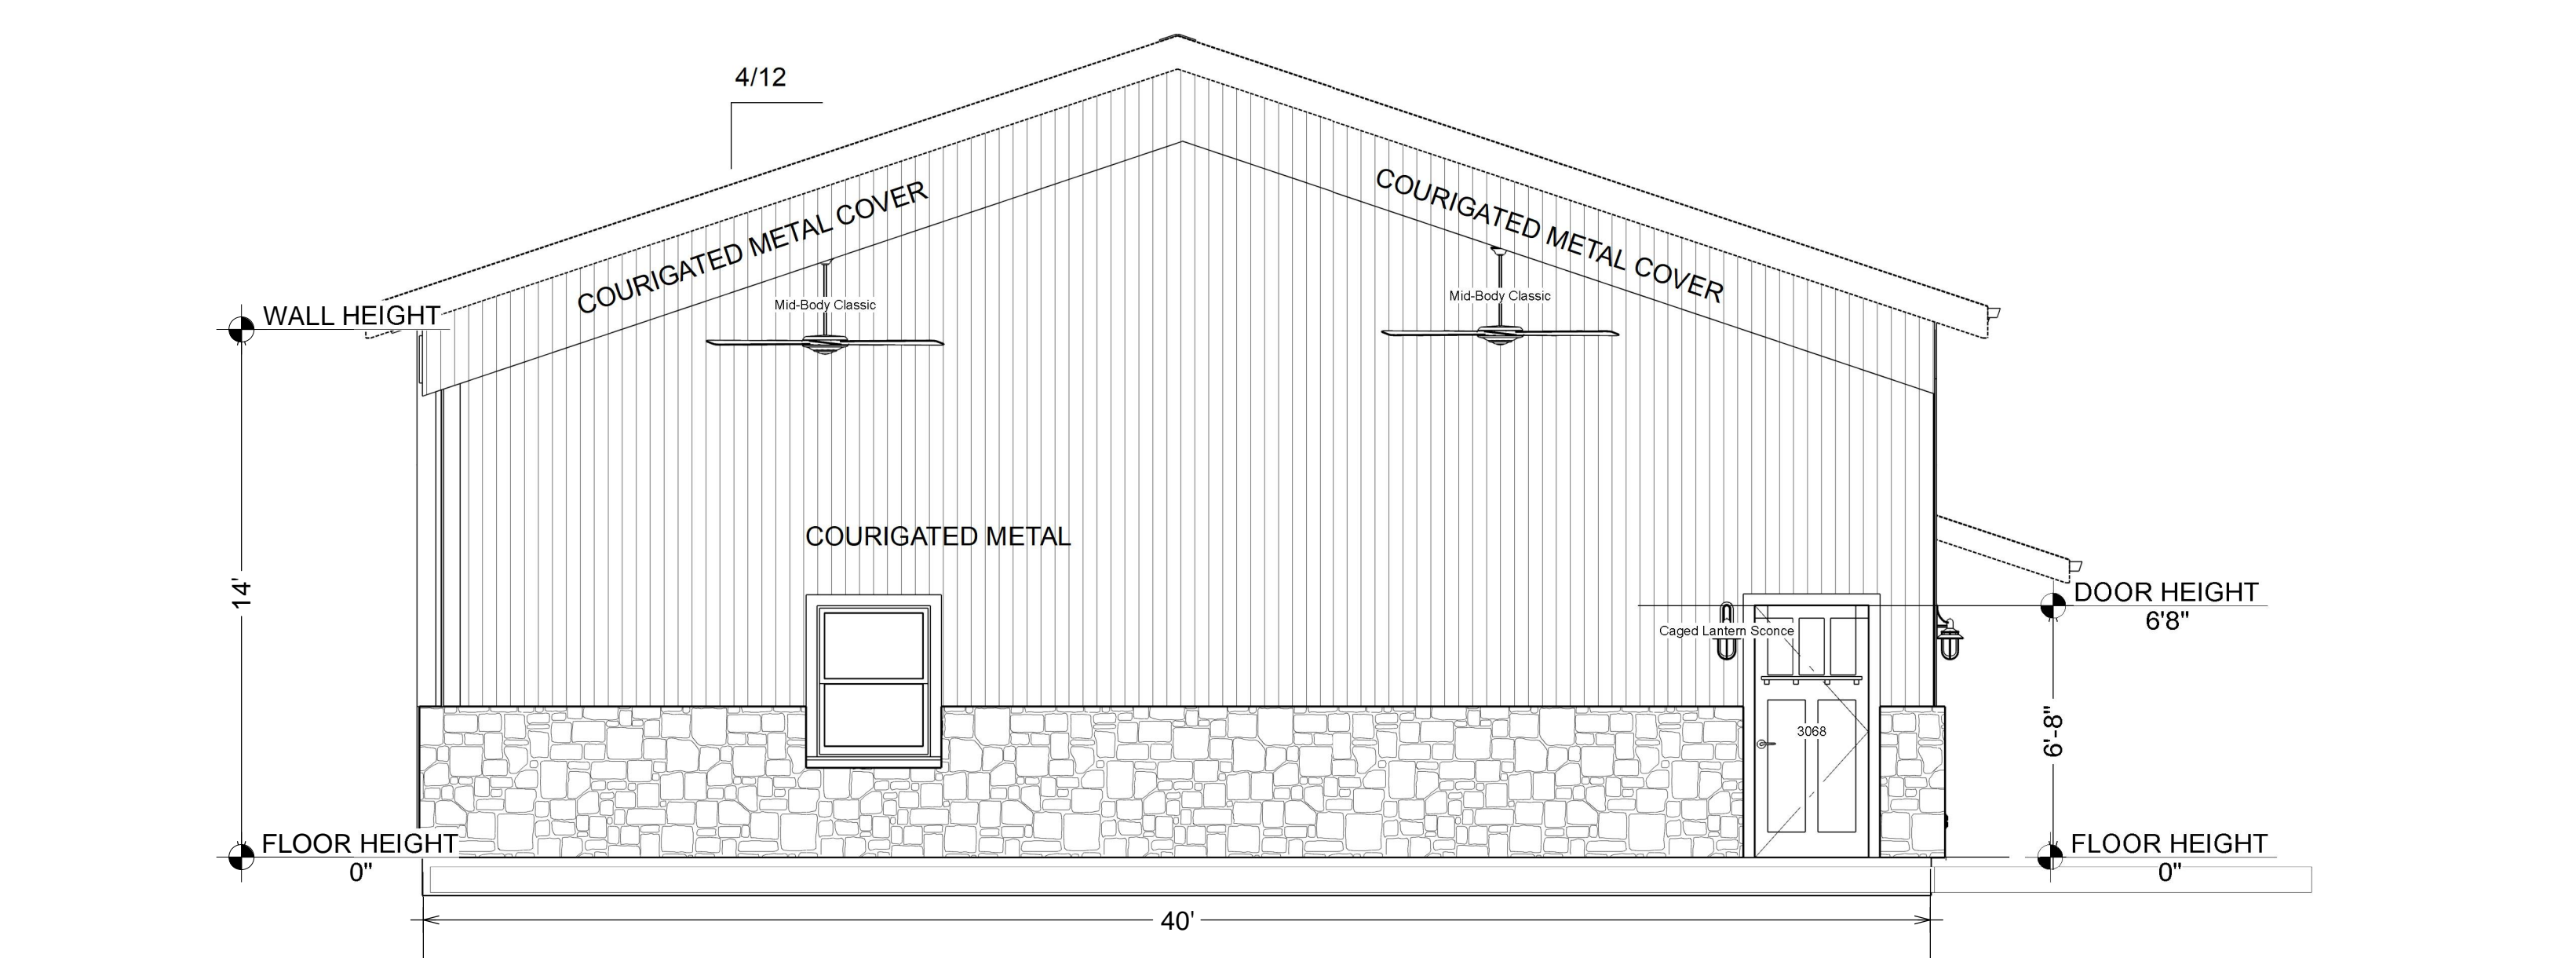 4/12
COURIGATED METAL COVER
COURIGATED METAL COVER
WALL HEIGHT
Mid-Body Classic
Mid-Body Classic
COURIGATED METAL
14'
DOOR HEIGHT
6'8"
Caged Lantern Sconce
3068
6'-8"
FLOOR HEIGHT
0"
FLOOR HEIGHT
0"
40'